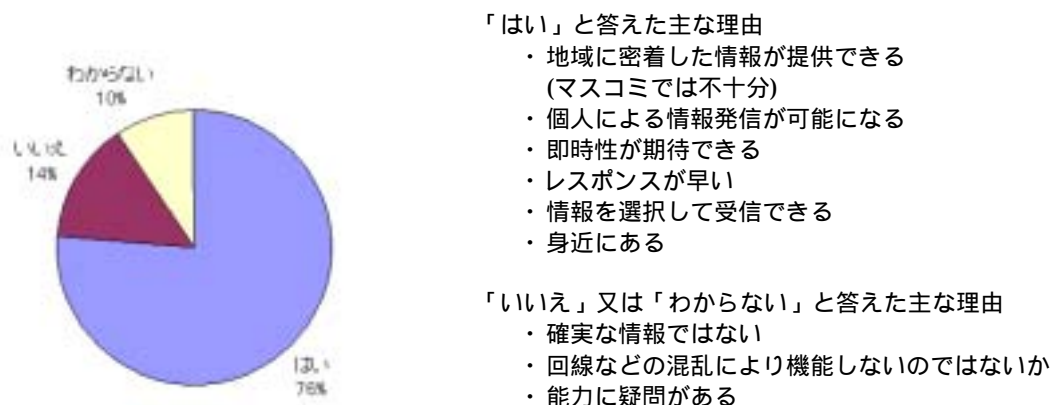 わからない
10%
いいえ
14%
はい
76%
「はい」と答えた主な理由
・ 地域に密着した情報が提供できる
(マスコミでは不十分)
・ 個人による情報発信が可能になる
・ 即時性が期待できる
・レスポンスが早い
・ 情報を選択して受信できる
・ 身近にある
「いいえ」又は「わからない」と答えた主な理由
・ 確実な情報ではない
・ 回線などの混乱により機能しないのではないか
・ 能力に疑問がある